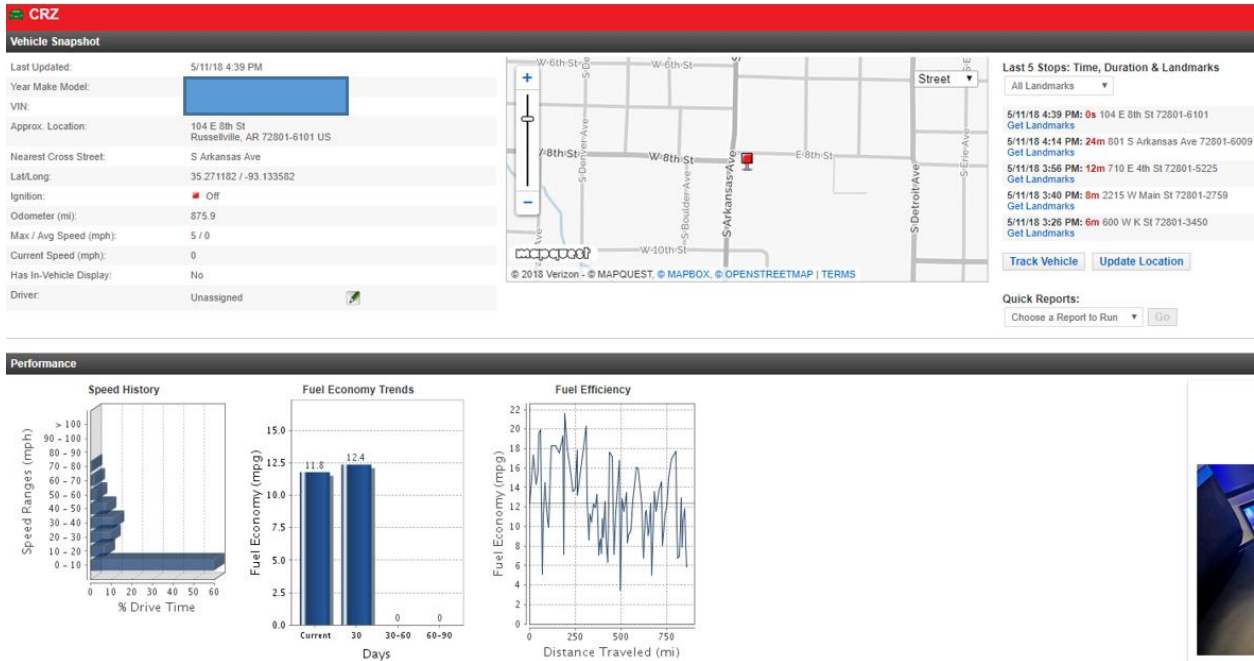 CRZ
Vehicle Snapshot
Last Updated: 5/11/18 4:39 PM
Year Make Model:
VIN:
Approx. Location: 104 E 8th St
Russellville, AR 72801-6101 US
Nearest Cross Street: S Arkansas Ave
Lat/Long: 35.271182 / -93.133582
Ignition: Off
Odometer (mi): 875.9
Max / Avg Speed (mph): 5 / 0
Current Speed (mph): 0
Has In-Vehicle Display: No
Driver: Unassigned
+
−
Street
W 6th St
W 6th St
S Denver Ave
W 8th St
E 8th St
S Boulder Ave
S Arkansas Ave
S Detroit Ave
S Erie Ave
W 10th St
mapquest
© 2018 Verizon - © MAPQUEST, © MAPBOX, © OPENSTREETMAP | TERMS
Last 5 Stops: Time, Duration & Landmarks
All Landmarks
5/11/18 4:39 PM: 0s 104 E 8th St 72801-6101
Get Landmarks
5/11/18 4:14 PM: 24m 801 S Arkansas Ave 72801-6009
Get Landmarks
5/11/18 3:56 PM: 12m 710 E 4th St 72801-5225
Get Landmarks
5/11/18 3:40 PM: 8m 2215 W Main St 72801-2759
Get Landmarks
5/11/18 3:26 PM: 6m 600 W K St 72801-3450
Get Landmarks
Track Vehicle Update Location
Quick Reports:
Choose a Report to Run Go
Performance
Speed History
Speed Ranges (mph)
> 100
90 - 100
80 - 90
70 - 80
60 - 70
50 - 60
40 - 50
30 - 40
20 - 30
10 - 20
0 - 10
0 10 20 30 40 50 60
% Drive Time
Fuel Economy Trends
Fuel Economy (mpg)
15.0
12.5
10.0
7.5
5.0
2.5
0.0
11.8 12.4 0 0
Current 30 30-60 60-90
Days
Fuel Efficiency
Fuel Economy (mpg)
22
20
18
16
14
12
10
8
6
4
2
0
0 250 500 750
Distance Traveled (mi)